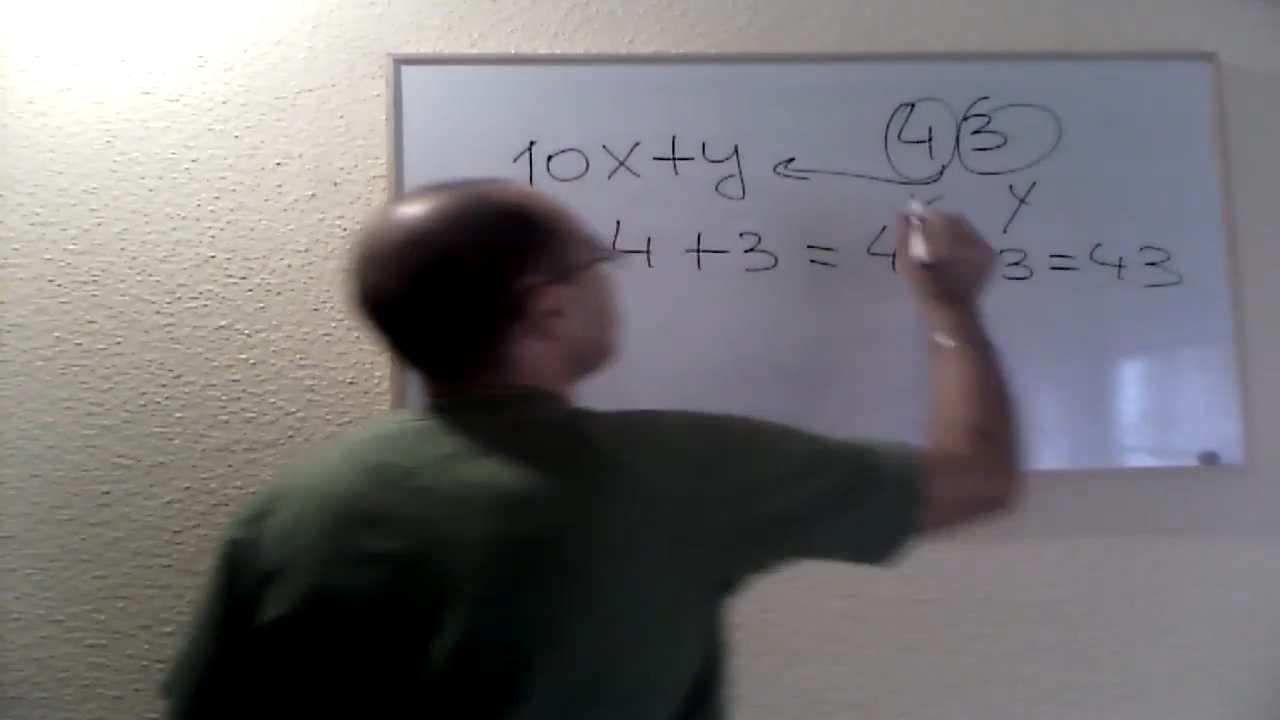 10x+y ← 43
y
4 +3 = 4 3 = 43